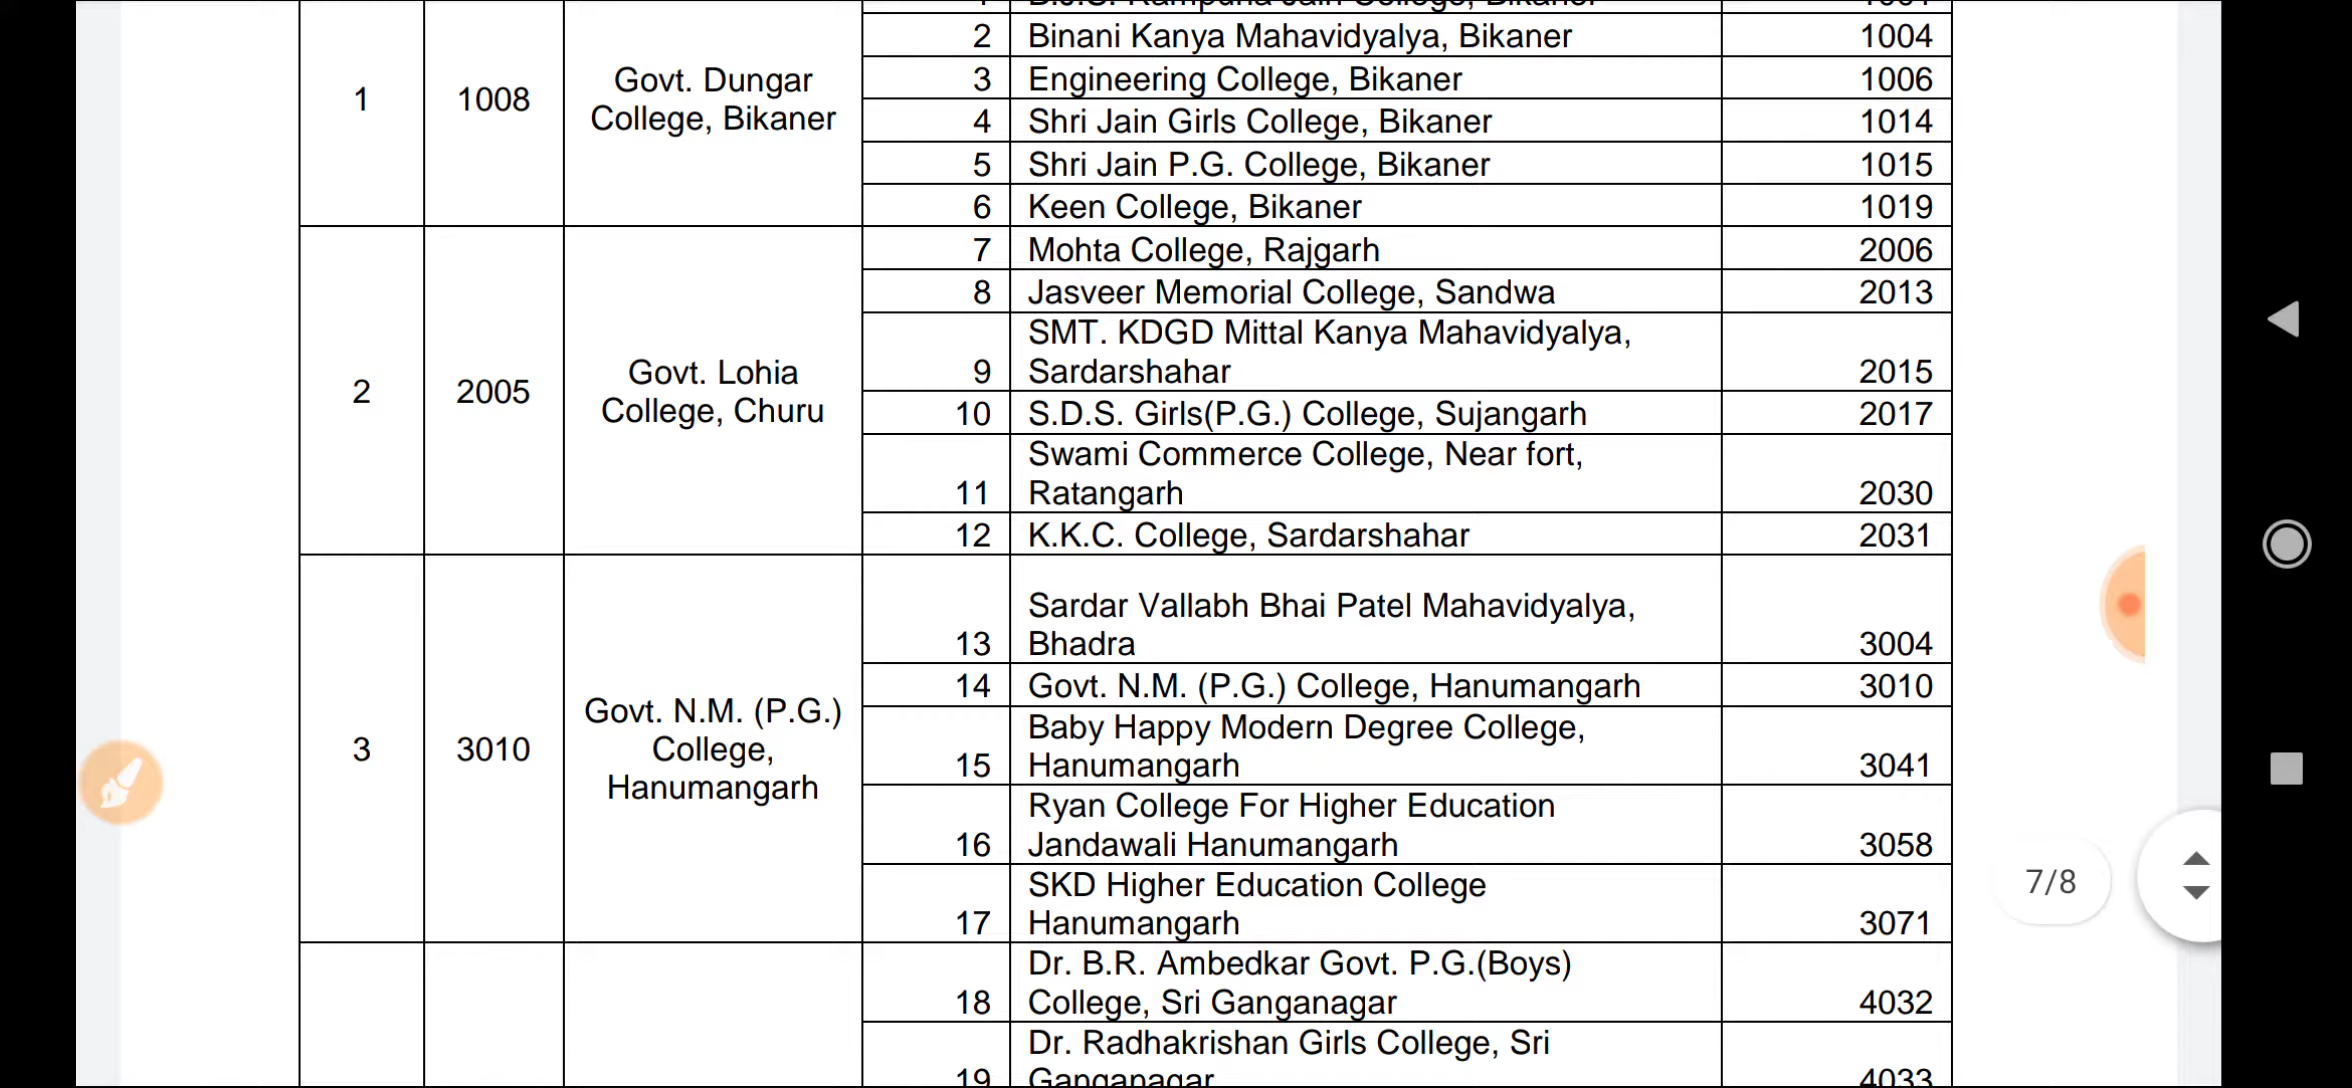 2 Binani Kanya Mahavidyalya, Bikaner 1004
1 1008 Govt. Dungar College, Bikaner
3 Engineering College, Bikaner 1006
4 Shri Jain Girls College, Bikaner 1014
5 Shri Jain P.G. College, Bikaner 1015
6 Keen College, Bikaner 1019
2 2005 Govt. Lohia College, Churu
7 Mohta College, Rajgarh 2006
8 Jasveer Memorial College, Sandwa 2013
SMT. KDGD Mittal Kanya Mahavidyalya,
9 Sardarshahar 2015
10 S.D.S. Girls(P.G.) College, Sujangarh 2017
Swami Commerce College, Near fort,
11 Ratangarh 2030
12 K.K.C. College, Sardarshahar 2031
3 3010 Govt. N.M. (P.G.) College, Hanumangarh
Sardar Vallabh Bhai Patel Mahavidyalya,
13 Bhadra 3004
14 Govt. N.M. (P.G.) College, Hanumangarh 3010
Baby Happy Modern Degree College,
15 Hanumangarh 3041
Ryan College For Higher Education
16 Jandawali Hanumangarh 3058
SKD Higher Education College
17 Hanumangarh 3071
Dr. B.R. Ambedkar Govt. P.G.(Boys)
18 College, Sri Ganganagar 4032
Dr. Radhakrishan Girls College, Sri
19 Ganganagar 4033
7/8